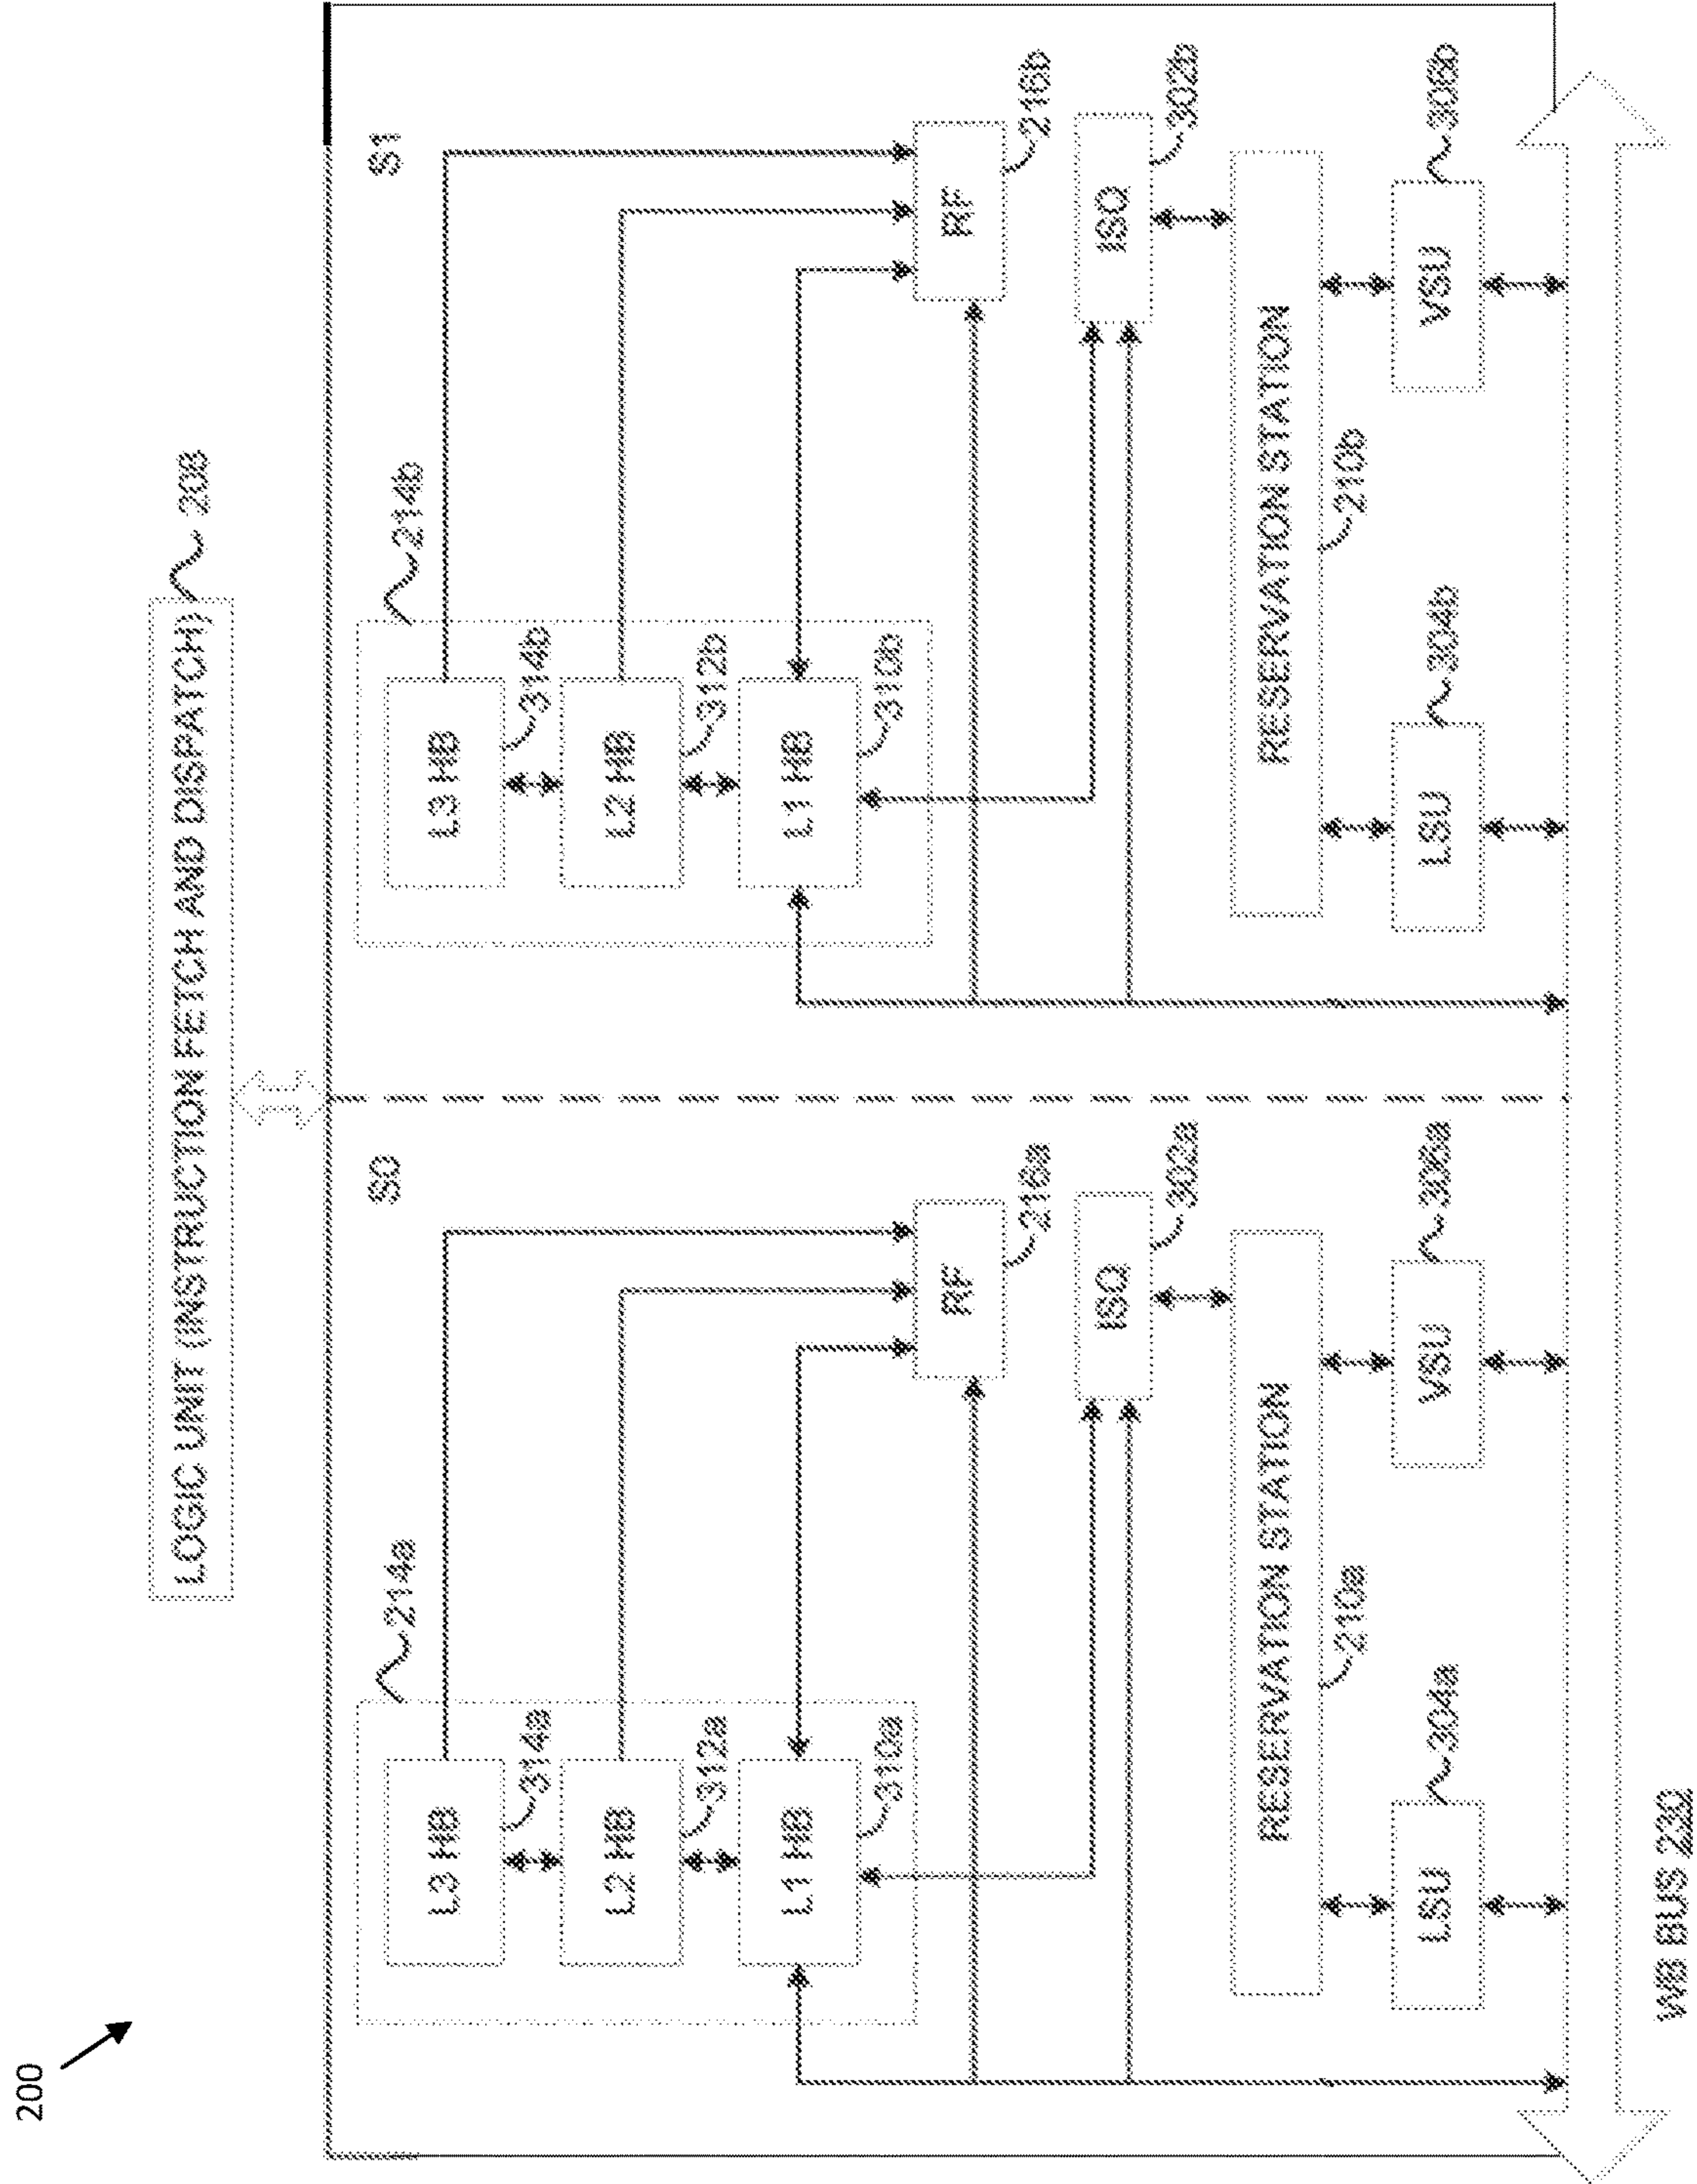 200
LOGIC UNIT (INSTRUCTION FETCH AND DISPATCH)
208
S0
214a
L3 HB
314a
L2 HB
312a
L1 HB
310a
RF
216a
ISQ
302a
RESERVATION STATION
210a
LSU
304a
VSU
306a
S1
214b
L3 HB
314b
L2 HB
312b
L1 HB
310b
RF
216b
ISQ
302b
RESERVATION STATION
210b
LSU
304b
VSU
306b
WB BUS 230